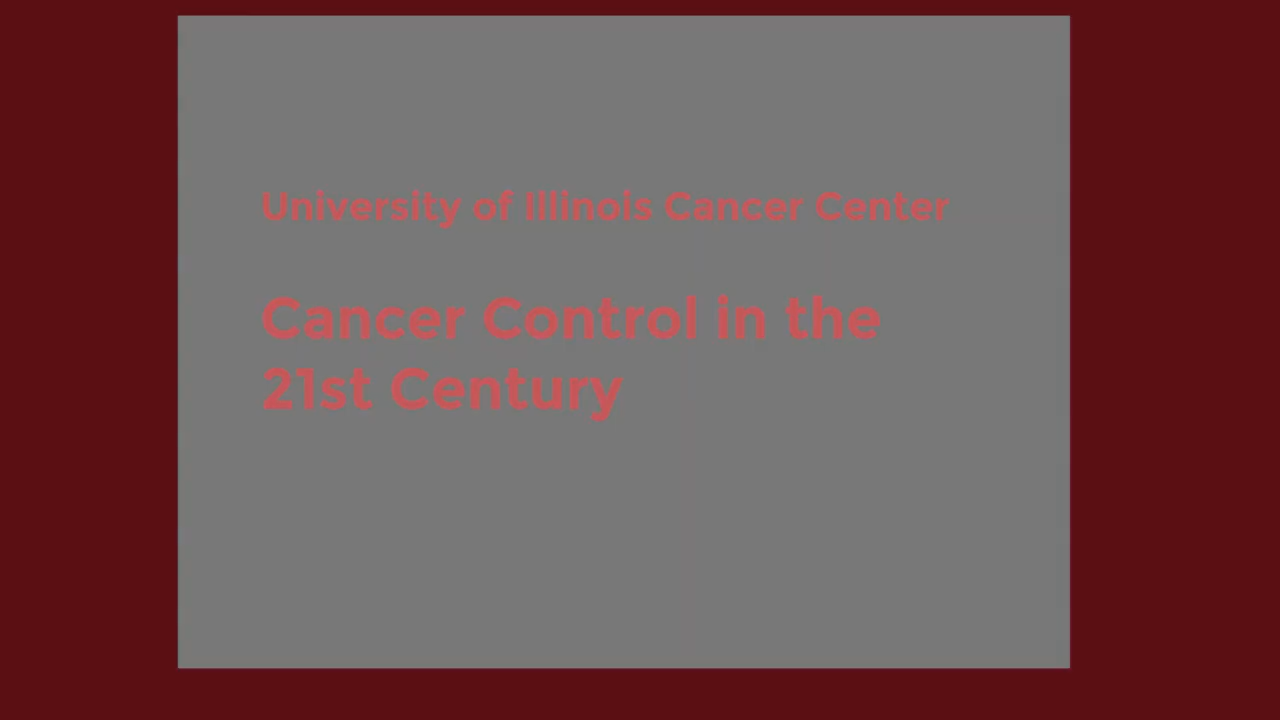 University of Illinois Cancer Center
Cancer Control in the
21st Century